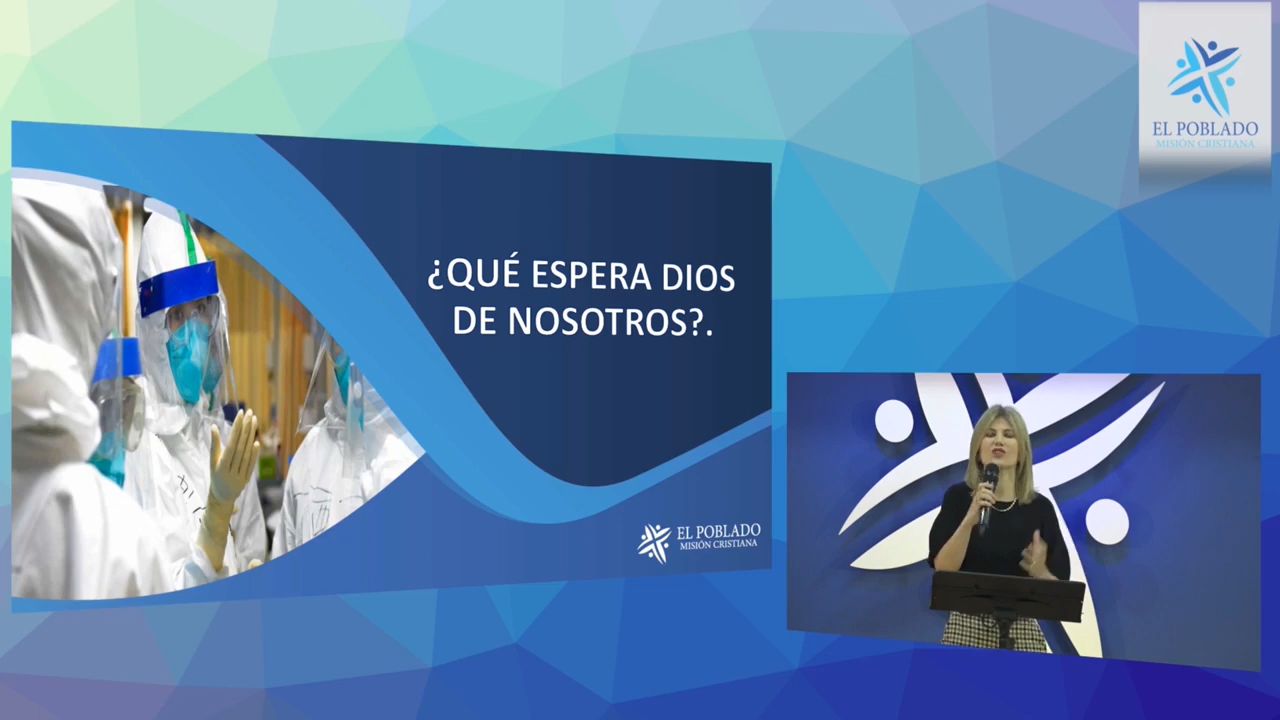 EL POBLADO
MISIÓN CRISTIANA
¿QUÉ ESPERA DIOS
DE NOSOTROS?.
EL POBLADO
MISIÓN CRISTIANA